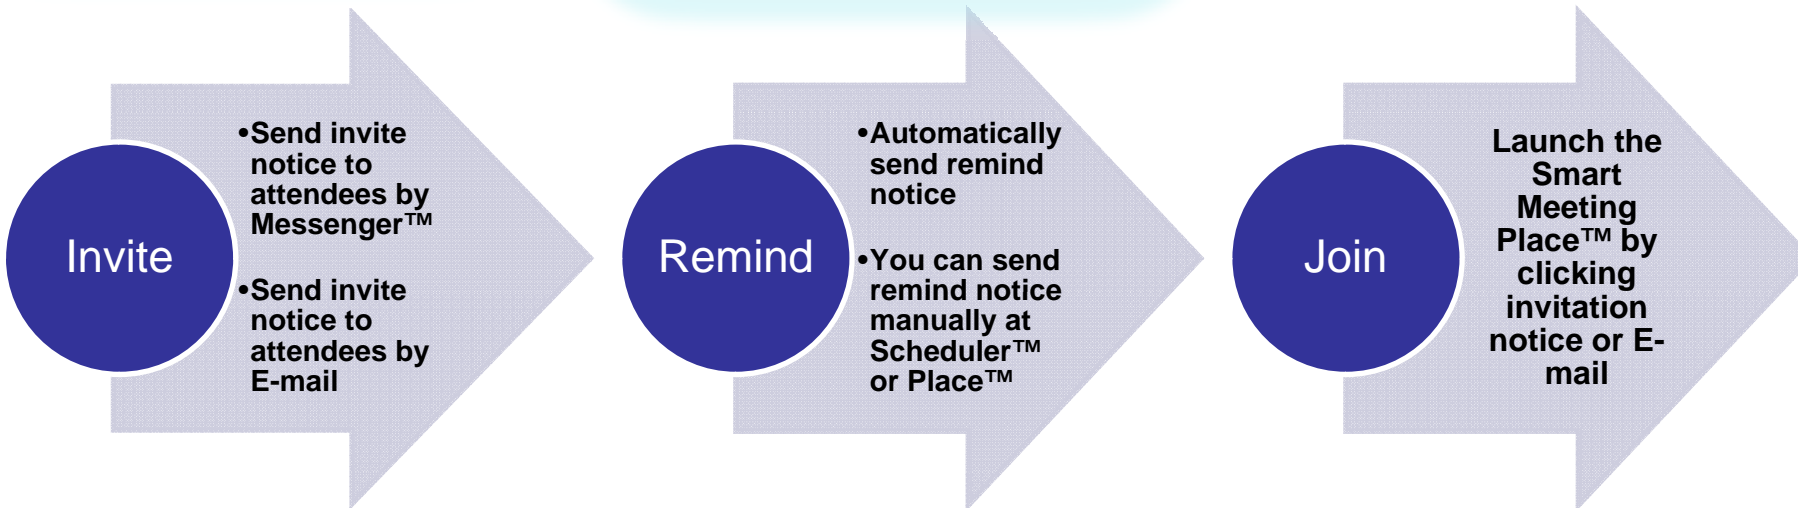 Invite
•Send invite
notice to
attendees by
Messenger™
•Send invite
notice to
attendees by
E-mail
Remind
•Automatically
send remind
notice
•You can send
remind notice
manually at
Scheduler™
or Place™
Join
Launch the
Smart
Meeting
Place™ by
clicking
invitation
notice or E-
mail